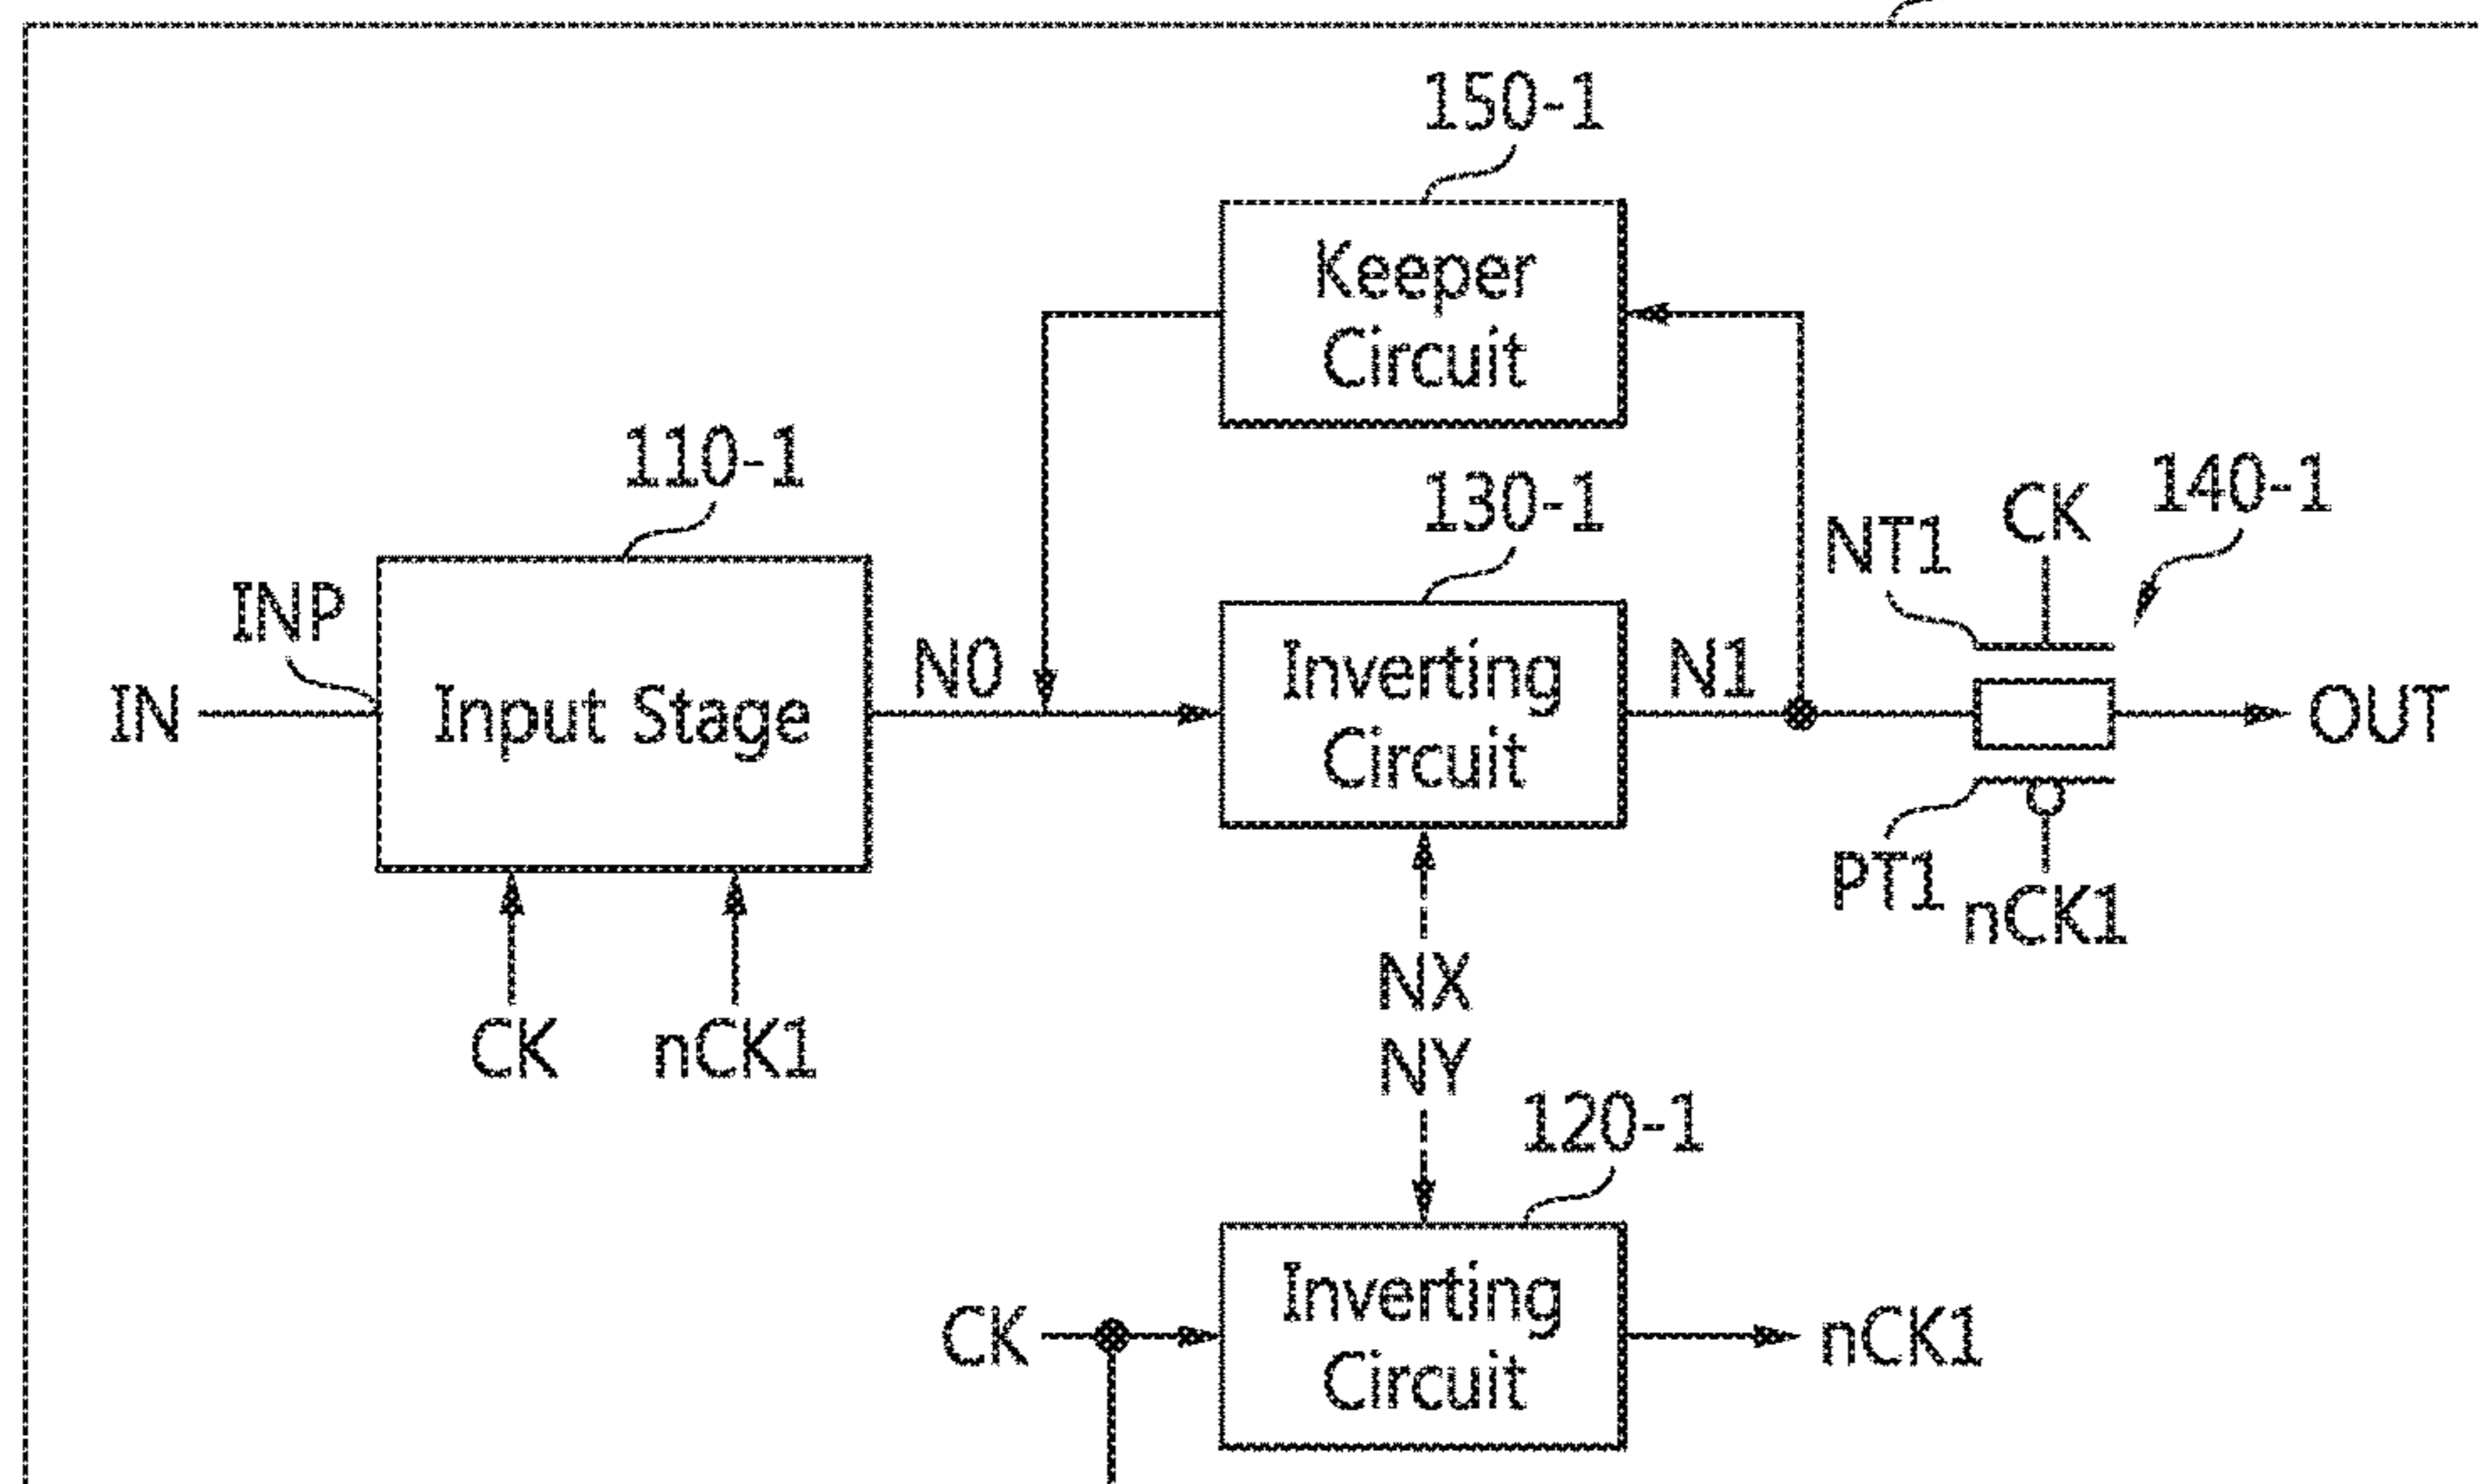 150-1
Keeper
Circuit
110-1
130-1
CK
140-1
NT1
INP
IN
Input Stage
N0
Inverting
Circuit
N1
OUT
PT1
nCK1
CK
nCK1
NX
NY
120-1
CK
Inverting
Circuit
nCK1